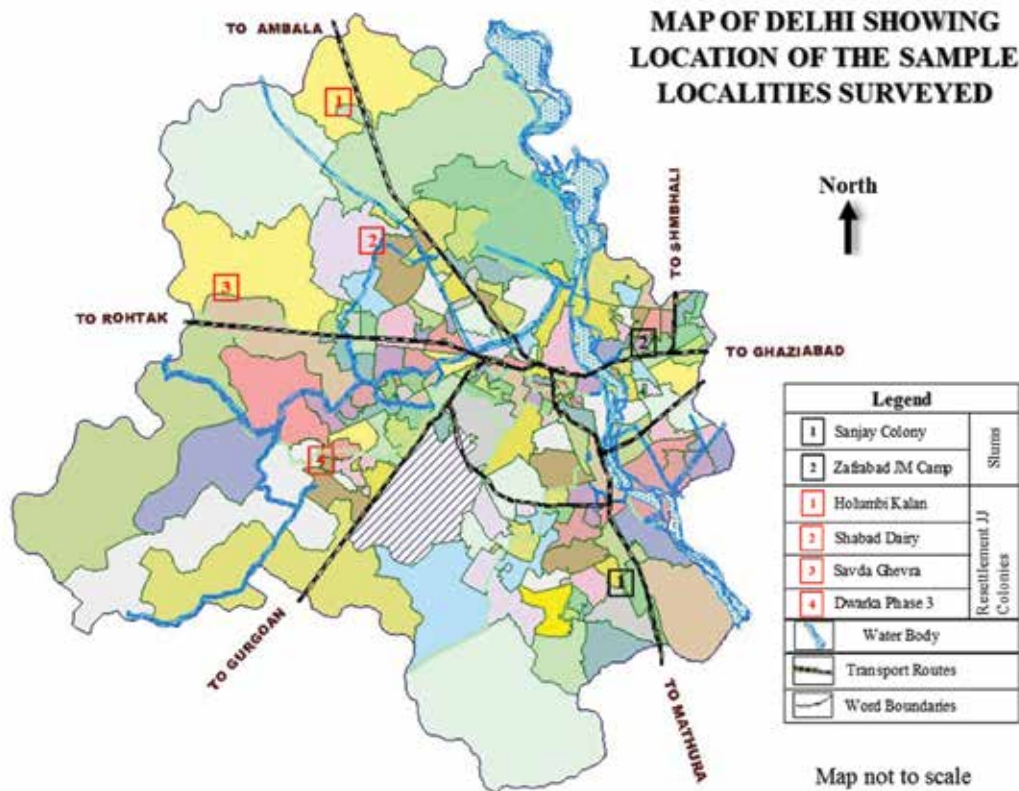 MAP OF DELHI SHOWING
LOCATION OF THE SAMPLE
LOCALITIES SURVEYED
TO AMBALA
North
TO SHMBHALI
TO ROHTAK
TO GHAZIABAD
TO GURGOAN
TO MATHURA
1
2
3
2
4
1
Legend
1 Sanjay Colony
2 Zafrabad JM Camp
Slums
1 Holumbi Kalan
2 Shabad Dairy
3 Savda Ghevra
4 Dwarka Phase 3
Resettlement JJ
Colonies
Water Body
Transport Routes
Word Boundaries
Map not to scale